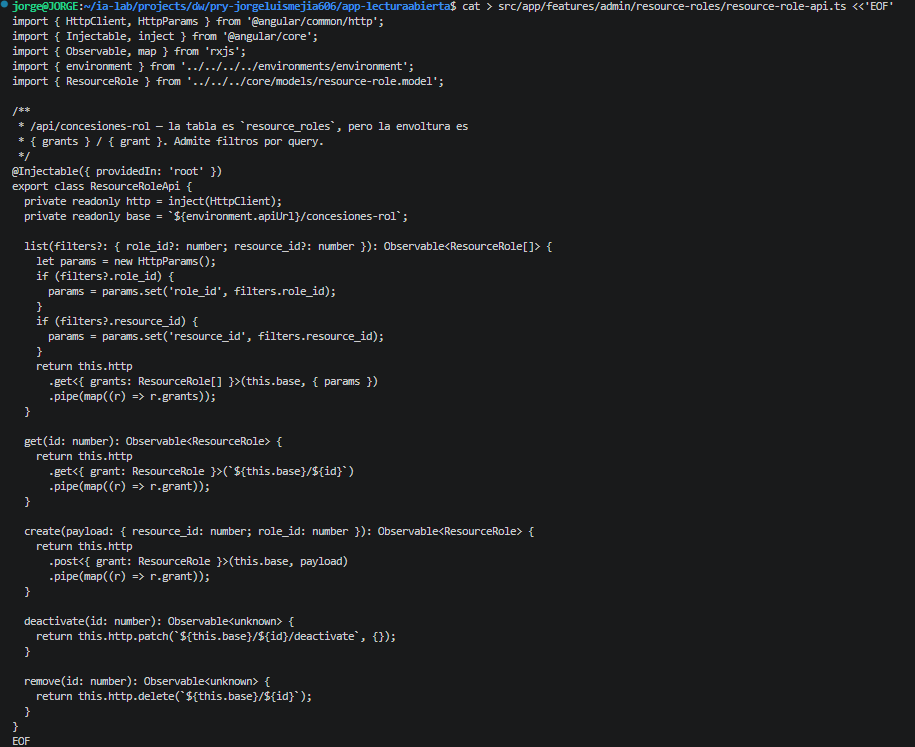 jorge@JORGE:~/ia-lab/projects/dw/pry-jorgeluismejia606/app-lecturaabierta$ cat > src/app/features/admin/resource-roles/resource-role-api.ts <<'EOF'
import { HttpClient, HttpParams } from '@angular/common/http';
import { Injectable, inject } from '@angular/core';
import { Observable, map } from 'rxjs';
import { environment } from '../../../../environments/environment';
import { ResourceRole } from '../../../core/models/resource-role.model';

/**
 * /api/concesiones-rol — la tabla es `resource_roles`, pero la envoltura es
 * { grants } / { grant }. Admite filtros por query.
 */
@Injectable({ providedIn: 'root' })
export class ResourceRoleApi {
  private readonly http = inject(HttpClient);
  private readonly base = `${environment.apiUrl}/concesiones-rol`;

  list(filters?: { role_id?: number; resource_id?: number }): Observable<ResourceRole[]> {
    let params = new HttpParams();
    if (filters?.role_id) {
      params = params.set('role_id', filters.role_id);
    }
    if (filters?.resource_id) {
      params = params.set('resource_id', filters.resource_id);
    }
    return this.http
      .get<{ grants: ResourceRole[] }>(this.base, { params })
      .pipe(map((r) => r.grants));
  }

  get(id: number): Observable<ResourceRole> {
    return this.http
      .get<{ grant: ResourceRole }>(`${this.base}/${id}`)
      .pipe(map((r) => r.grant));
  }

  create(payload: { resource_id: number; role_id: number }): Observable<ResourceRole> {
    return this.http
      .post<{ grant: ResourceRole }>(this.base, payload)
      .pipe(map((r) => r.grant));
  }

  deactivate(id: number): Observable<unknown> {
    return this.http.patch(`${this.base}/${id}/deactivate`, {});
  }

  remove(id: number): Observable<unknown> {
    return this.http.delete(`${this.base}/${id}`);
  }
}
EOF